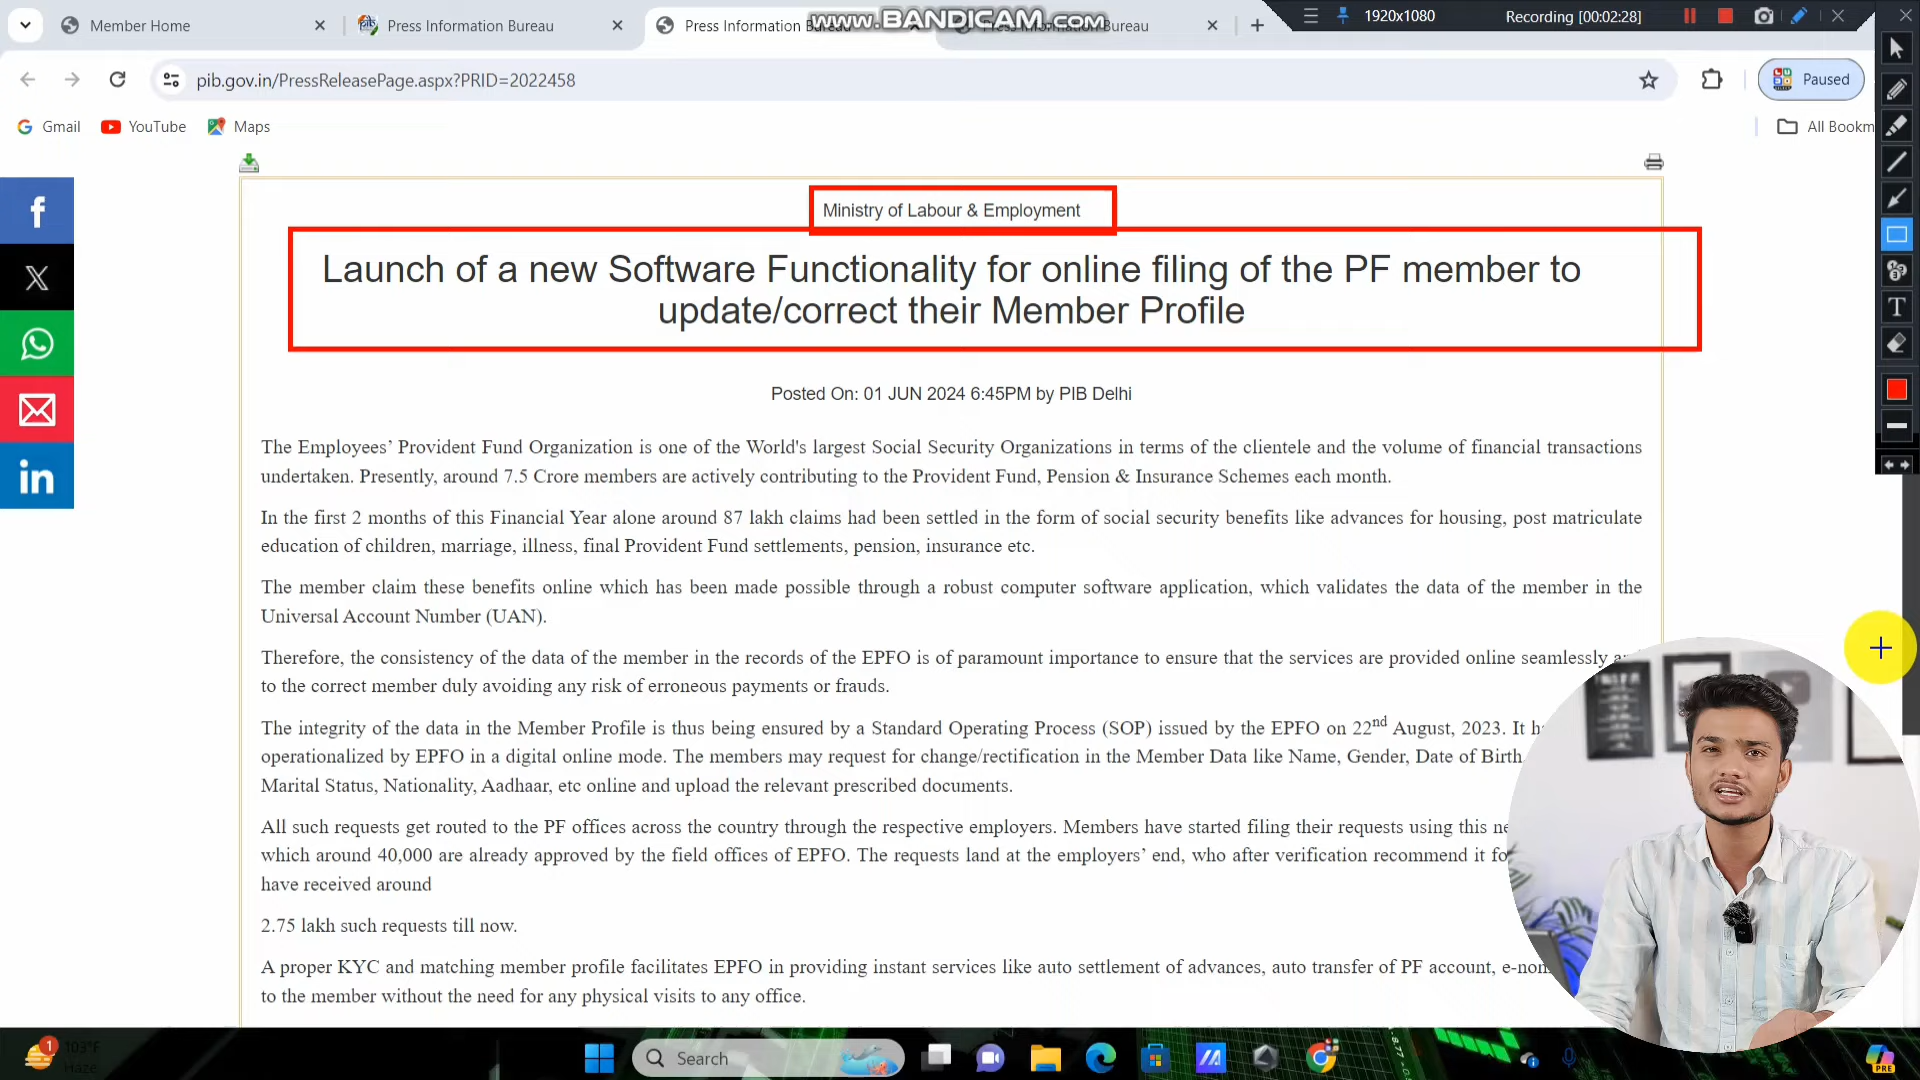 Member Home
Press Information Bureau
Press Information Bureau
Press Information Bureau
www.BANDICAM.com
1920x1080
Recording [00:02:28]
pib.gov.in/PressReleasePage.aspx?PRID=2022458
Paused
Gmail
YouTube
Maps
All Bookm
Ministry of Labour & Employment
Launch of a new Software Functionality for online filing of the PF member to
update/correct their Member Profile
Posted On: 01 JUN 2024 6:45PM by PIB Delhi
The Employees’ Provident Fund Organization is one of the World's largest Social Security Organizations in terms of the clientele and the volume of financial transactions
undertaken. Presently, around 7.5 Crore members are actively contributing to the Provident Fund, Pension & Insurance Schemes each month.
In the first 2 months of this Financial Year alone around 87 lakh claims had been settled in the form of social security benefits like advances for housing, post matriculate
education of children, marriage, illness, final Provident Fund settlements, pension, insurance etc.
The member claim these benefits online which has been made possible through a robust computer software application, which validates the data of the member in the
Universal Account Number (UAN).
Therefore, the consistency of the data of the member in the records of the EPFO is of paramount importance to ensure that the services are provided online seamlessly
to the correct member duly avoiding any risk of erroneous payments or frauds.
The integrity of the data in the Member Profile is thus being ensured by a Standard Operating Process (SOP) issued by the EPFO on 22nd August, 2023. It
operationalized by EPFO in a digital online mode. The members may request for change/rectification in the Member Data like Name, Gender, Date of Birth
Marital Status, Nationality, Aadhaar, etc online and upload the relevant prescribed documents.
All such requests get routed to the PF offices across the country through the respective employers. Members have started filing their requests using this
which around 40,000 are already approved by the field offices of EPFO. The requests land at the employers’ end, who after verification recommend it
have received around
2.75 lakh such requests till now.
A proper KYC and matching member profile facilitates EPFO in providing instant services like auto settlement of advances, auto transfer of PF account,
to the member without the need for any physical visits to any office.
1
103°F
Haze
Search
PRE